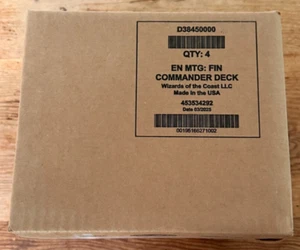 D38450000
QTY: 4
EN MTG: FIN
COMMANDER DECK
Wizards of the Coast LLC
Made in the USA
453534292
Date 03/2025